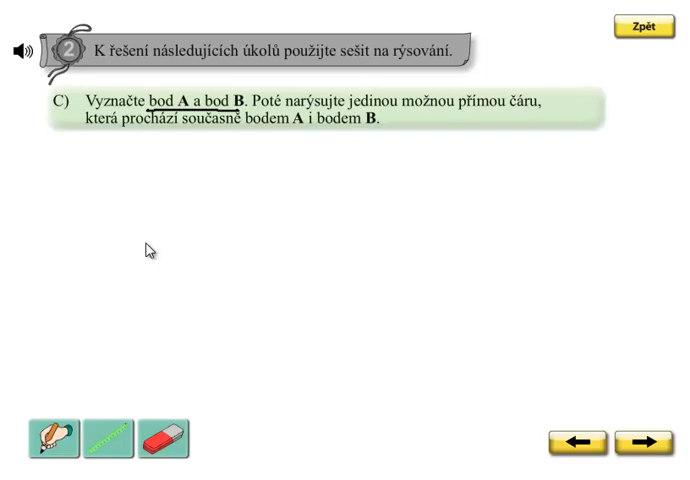 Zpět
2 K řešení následujících úkolů použijte sešit na rýsování.
C) Vyznačte bod A a bod B. Poté narýsujte jedinou možnou přímou čáru,
která prochází současně bodem A i bodem B.